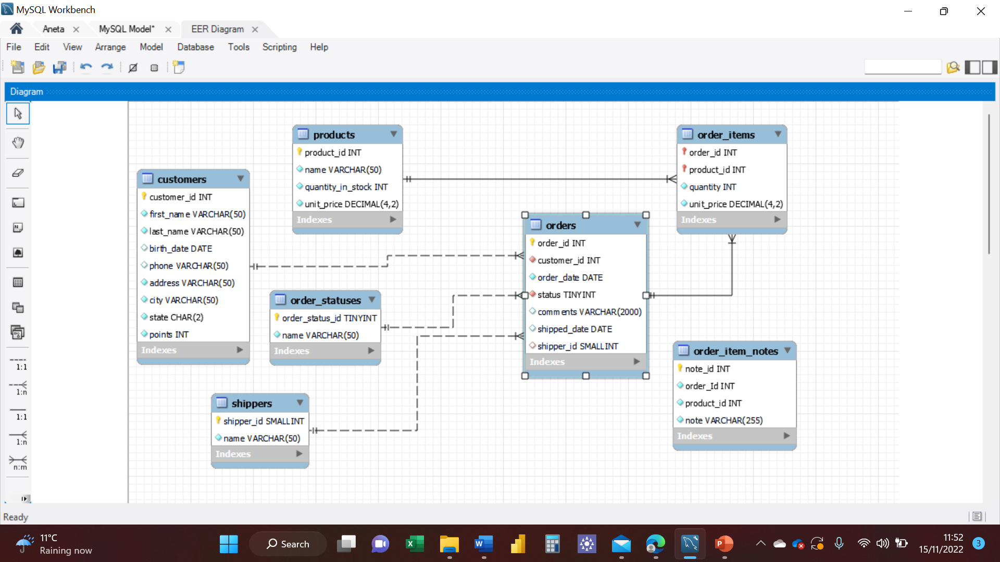 MySQL Workbench
Aneta
MySQL Model*
EER Diagram
File Edit View Arrange Model Database Tools Scripting Help
Diagram
products
product_id INT
name VARCHAR(50)
quantity_in_stock INT
unit_price DECIMAL(4,2)
Indexes
order_items
order_id INT
product_id INT
quantity INT
unit_price DECIMAL(4,2)
Indexes
customers
customer_id INT
first_name VARCHAR(50)
last_name VARCHAR(50)
birth_date DATE
phone VARCHAR(50)
address VARCHAR(50)
city VARCHAR(50)
state CHAR(2)
points INT
Indexes
orders
order_id INT
customer_id INT
order_date DATE
status TINYINT
comments VARCHAR(2000)
shipped_date DATE
shipper_id SMALLINT
Indexes
order_statuses
order_status_id TINYINT
name VARCHAR(50)
Indexes
order_item_notes
note_id INT
order_Id INT
product_id INT
note VARCHAR(255)
Indexes
shippers
shipper_id SMALLINT
name VARCHAR(50)
Indexes
1:1
1:n
1:1
1:n
n:m
Ready
11°C
Raining now
Search
11:52
15/11/2022
3